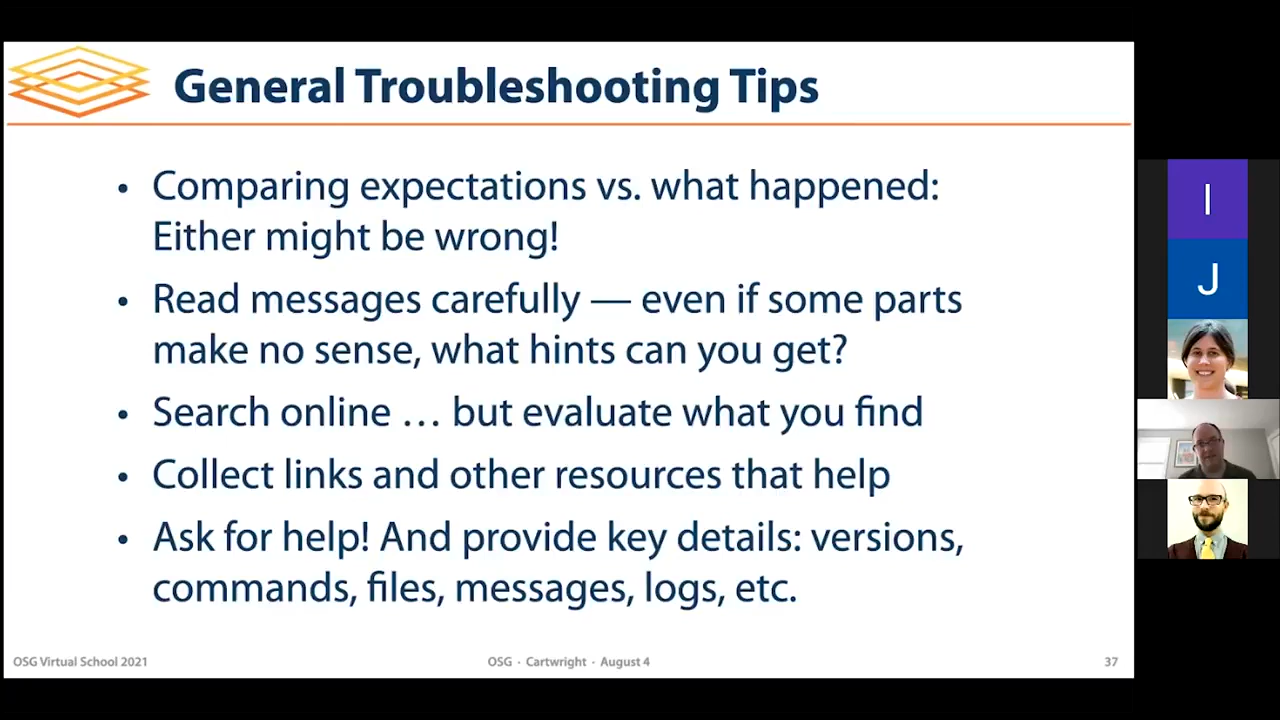 General Troubleshooting Tips
• Comparing expectations vs. what happened:
Either might be wrong!
• Read messages carefully — even if some parts
make no sense, what hints can you get?
• Search online … but evaluate what you find
• Collect links and other resources that help
• Ask for help! And provide key details: versions,
commands, files, messages, logs, etc.
OSG Virtual School 2021
OSG · Cartwright · August 4
37
I
J